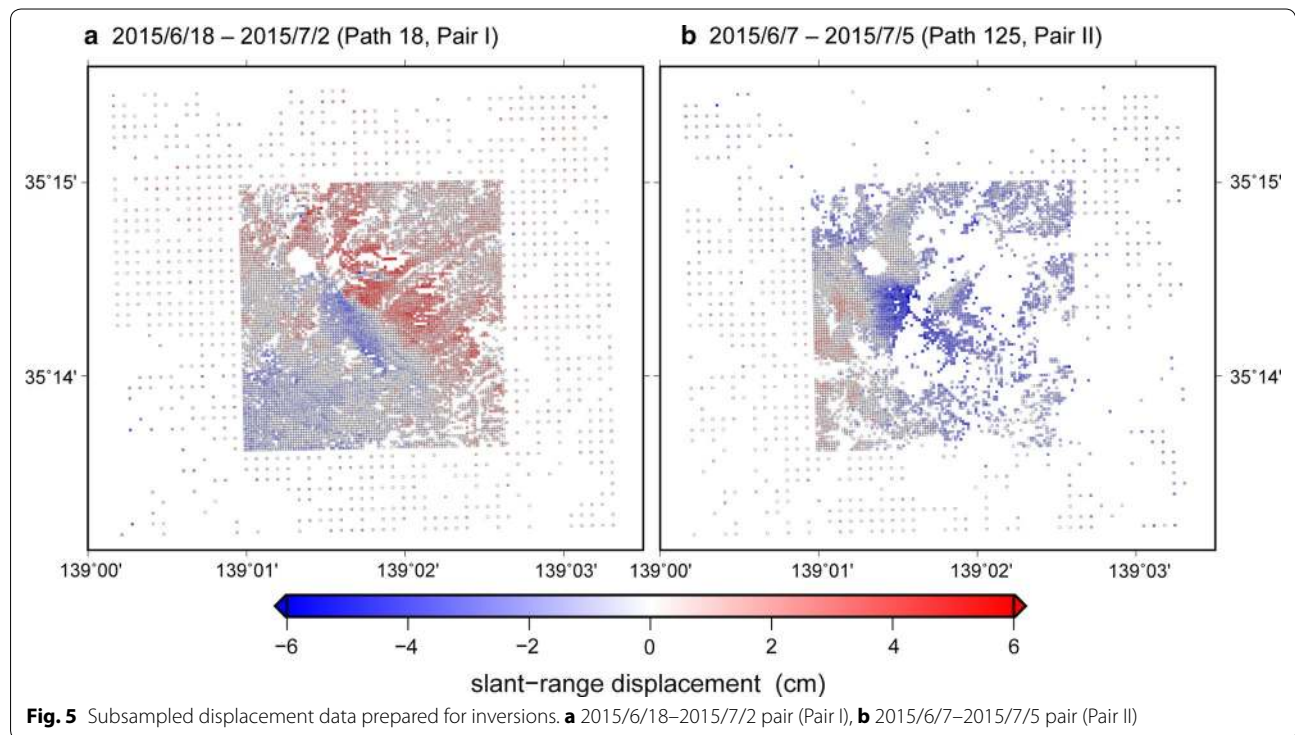 a 2015/6/18 – 2015/7/2 (Path 18, Pair I)
b 2015/6/7 – 2015/7/5 (Path 125, Pair II)
35˚15'
35˚15'
35˚14'
35˚14'
139˚00' 139˚01' 139˚02' 139˚03' 139˚00' 139˚01' 139˚02' 139˚03'
−6 −4 −2 0 2 4 6
slant−range displacement (cm)
Fig. 5 Subsampled displacement data prepared for inversions. a 2015/6/18–2015/7/2 pair (Pair I), b 2015/6/7–2015/7/5 pair (Pair II)